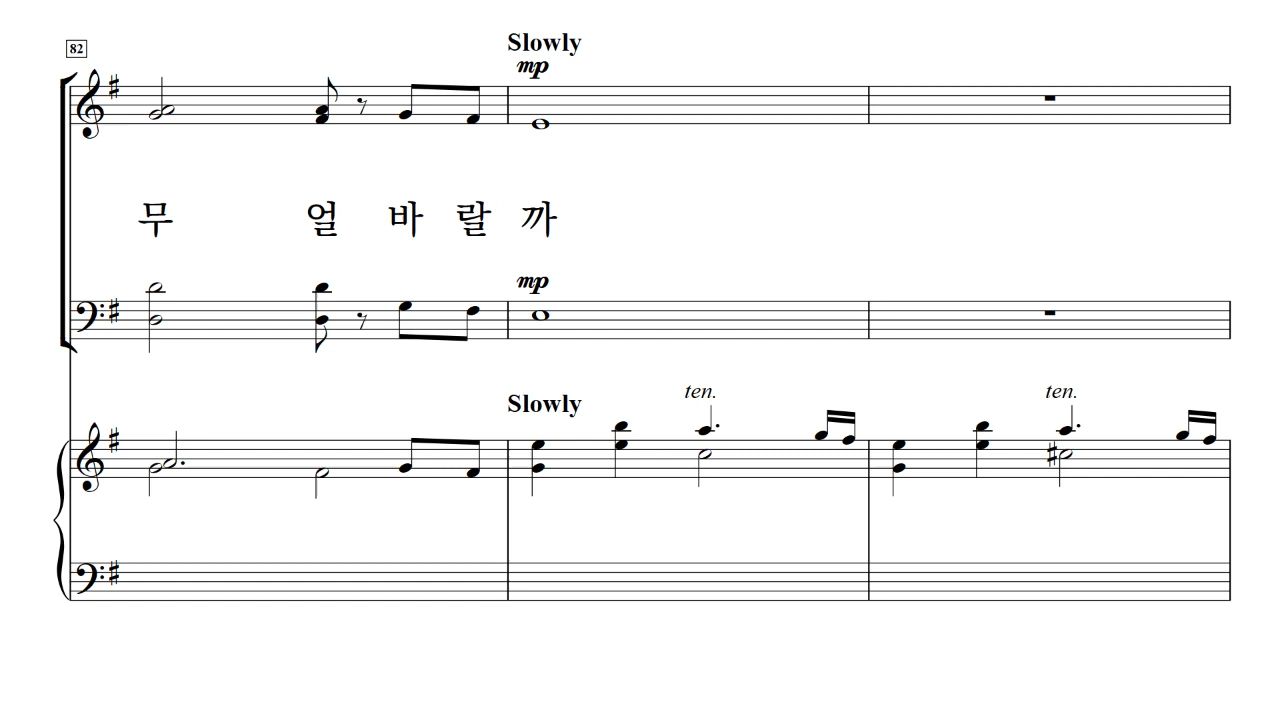 82
Slowly
mp
무 얼 바 랄 까
mp
ten. ten.
Slowly